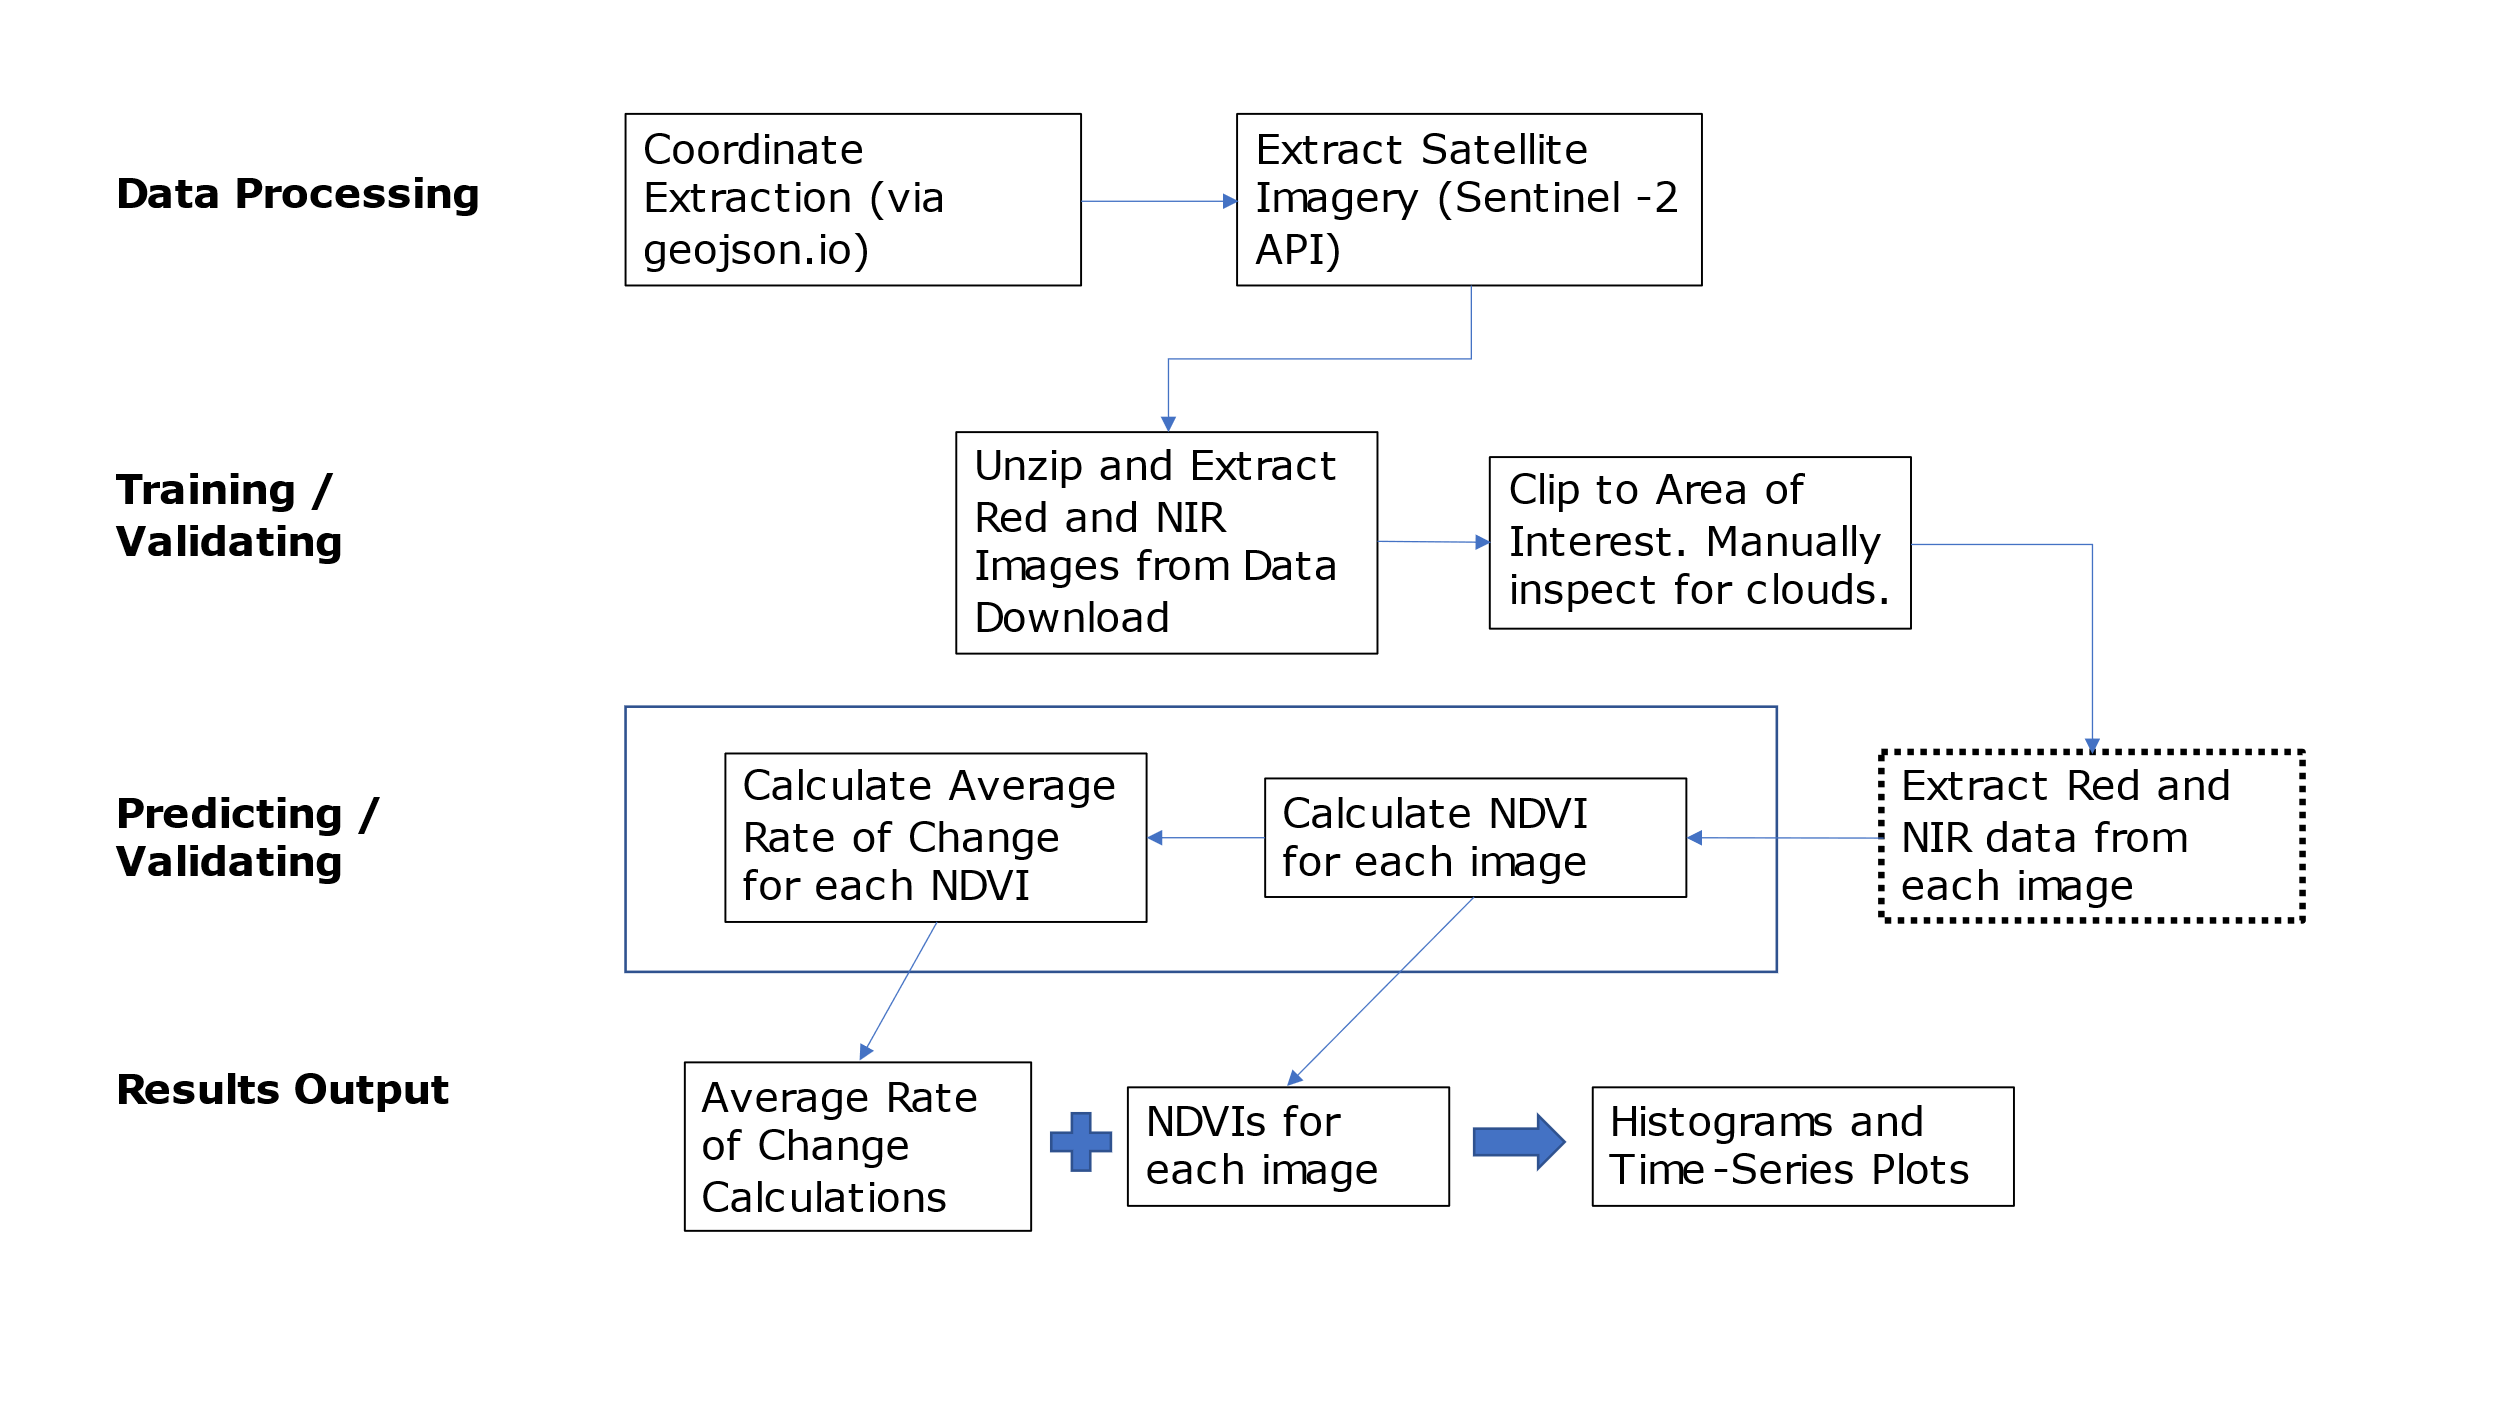 Data Processing
Coordinate
Extraction (via
geojson.io)
Extract Satellite
Imagery (Sentinel -2
API)
Training /
Validating
Unzip and Extract
Red and NIR
Images from Data
Download
Clip to Area of
Interest. Manually
inspect for clouds.
Predicting /
Validating
Calculate Average
Rate of Change
for each NDVI
Calculate NDVI
for each image
Extract Red and
NIR data from
each image
Results Output
Average Rate
of Change
Calculations
NDVIs for
each image
Histograms and
Time-Series Plots